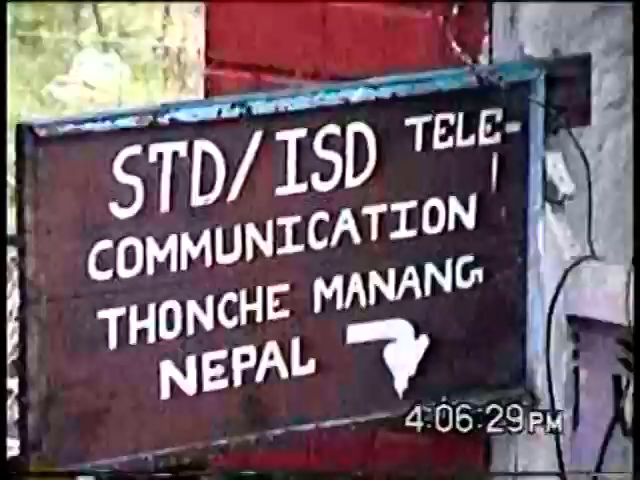 STD/ISD TELE-
COMMUNICATION
THONCHE MANANG
NEPAL
4:06:29PM